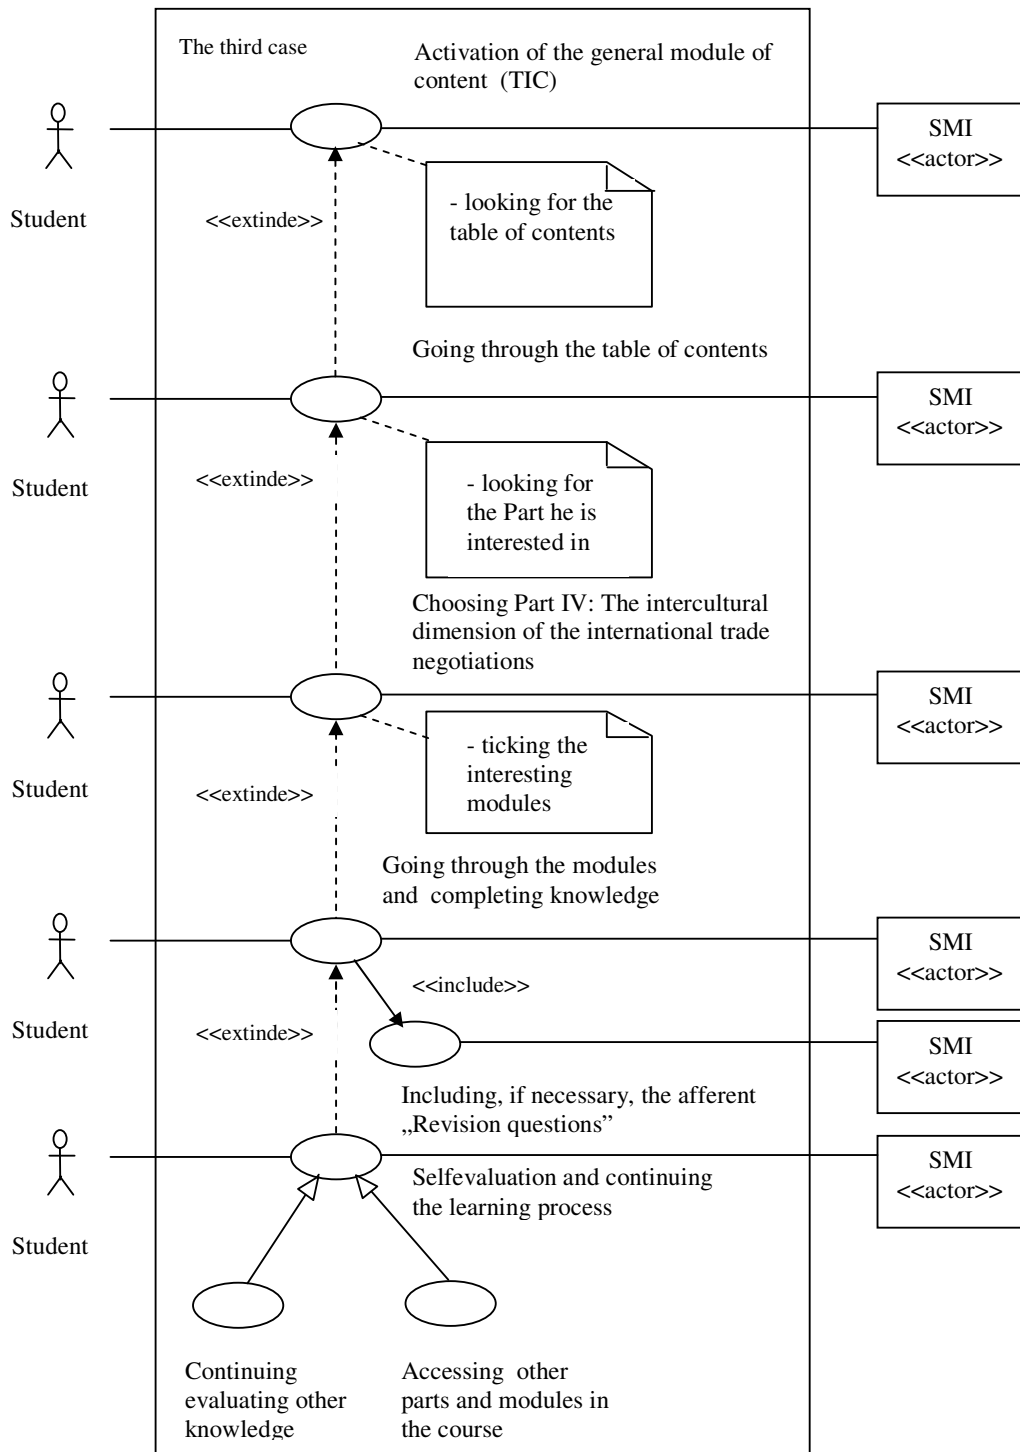 The third case
Activation of the general module of
content (TIC)
SMI
<<actor>>
Student
<<extinde>>
- looking for the
table of contents
Going through the table of contents
SMI
<<actor>>
Student
<<extinde>>
- looking for
the Part he is
interested in
Choosing Part IV: The intercultural
dimension of the international trade
negotiations
SMI
<<actor>>
Student
<<extinde>>
- ticking the
interesting
modules
Going through the modules
and completing knowledge
SMI
<<actor>>
Student
<<include>>
<<extinde>>
SMI
<<actor>>
Including, if necessary, the afferent
„Revision questions”
SMI
<<actor>>
Student
Selfevaluation and continuing
the learning process
Continuing
evaluating other
knowledge
Accessing other
parts and modules in
the course